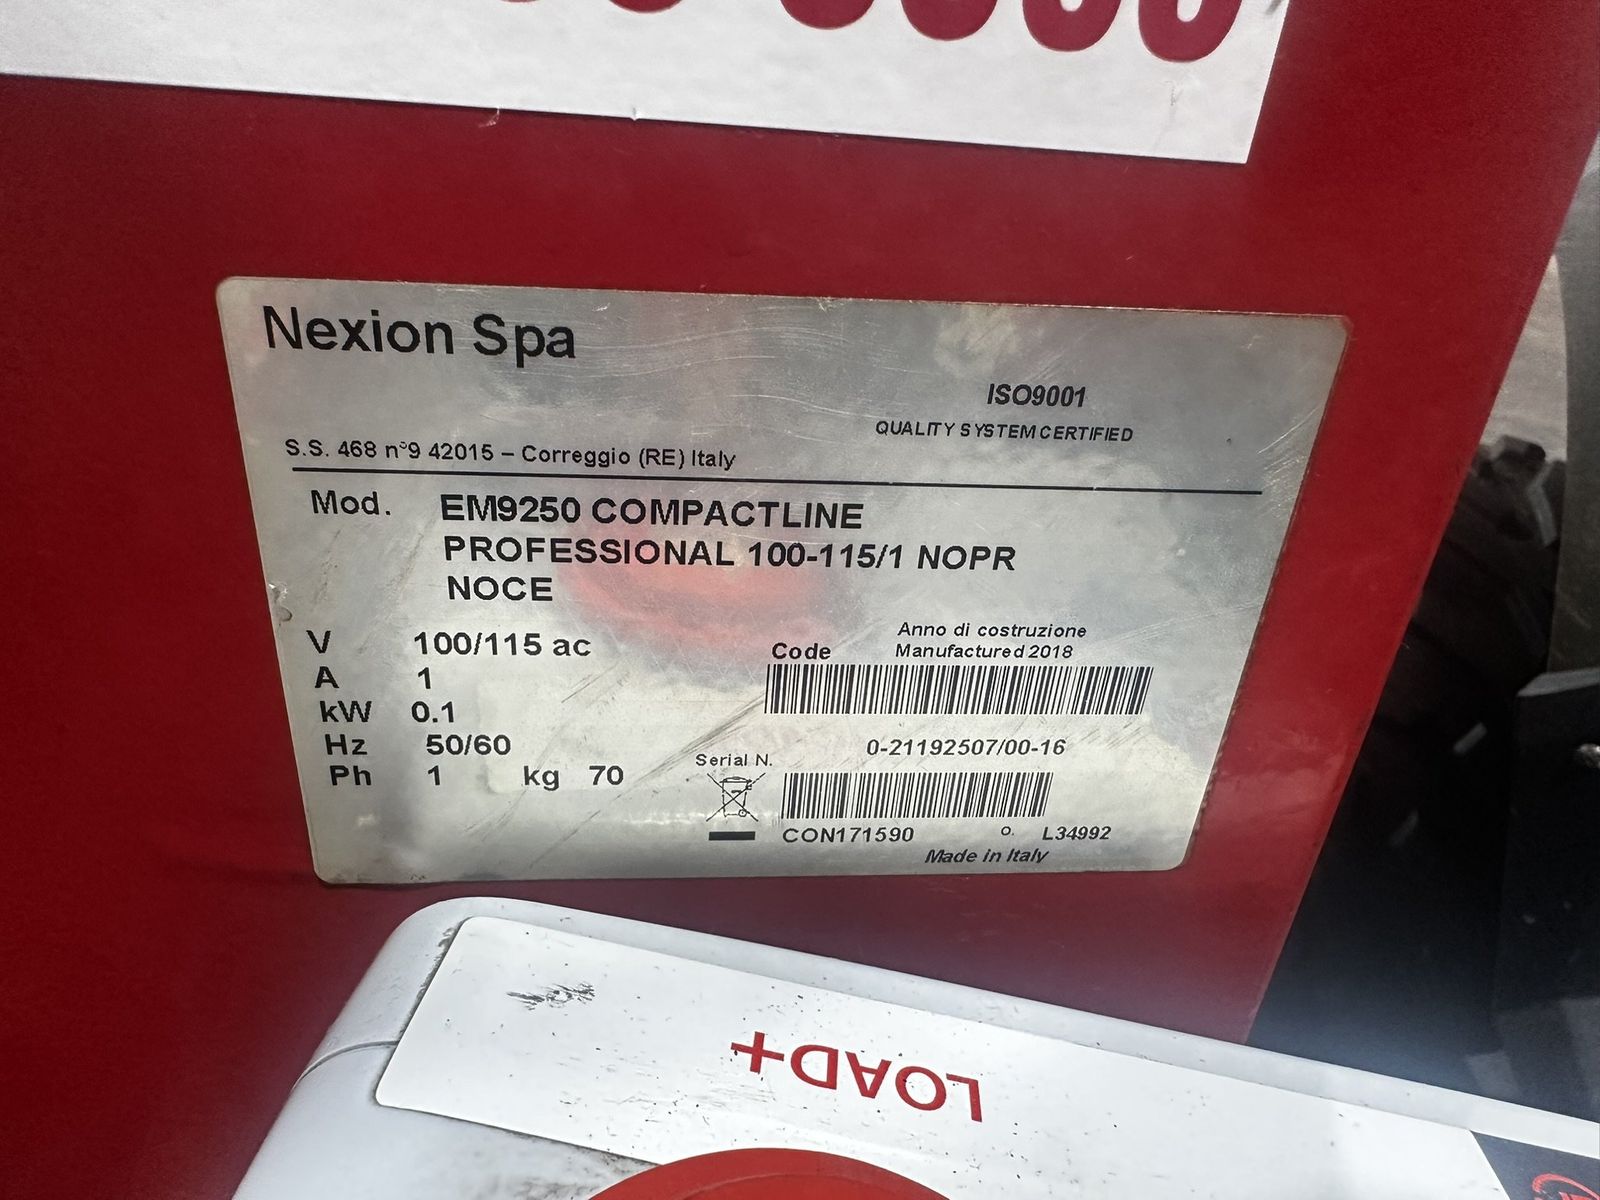 Nexion Spa
ISO9001
QUALITY SYSTEM CERTIFIED
S.S. 468 n°9 42015 – Correggio (RE) Italy
Mod. EM9250 COMPACTLINE
PROFESSIONAL 100-115/1 NOPR
NOCE
V 100/115 ac
A 1
kW 0.1
Hz 50/60
Ph 1 kg 70
Anno di costruzione
Code Manufactured 2018
0-21192507/00-16
Serial N.
CON171590 O. L34992
Made in Italy
LOAD+